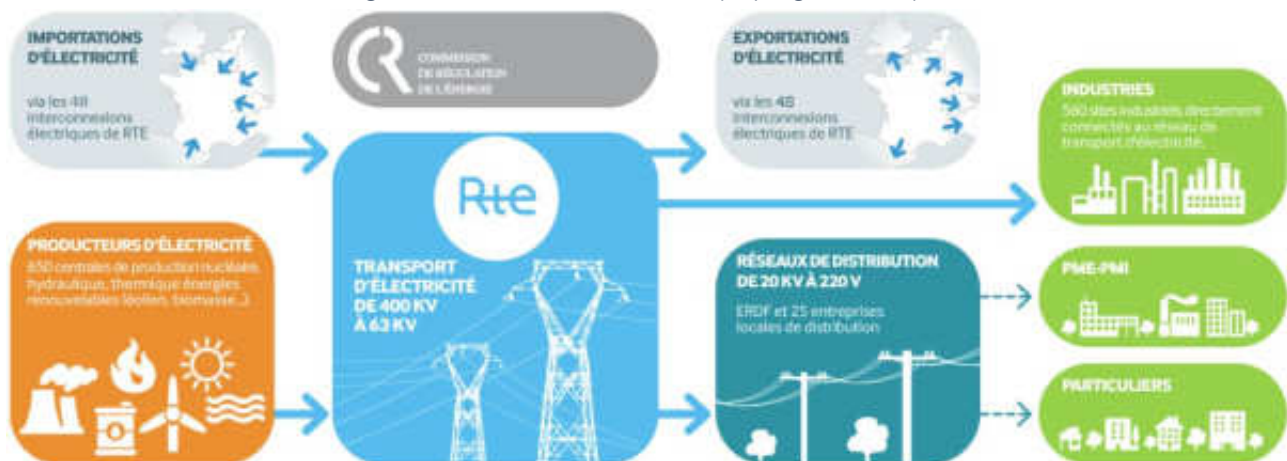 IMPORTATIONS
D'ÉLECTRICITÉ
via les 48
interconnexions
électriques de RTE
COMMISSION
DE RÉGULATION
DE L'ÉNERGIE
EXPORTATIONS
D'ÉLECTRICITÉ
via les 48
interconnexions
électriques de RTE
INDUSTRIES
560 sites industriels directement
connectés au réseau de
transport d'électricité.
Rte
PRODUCTEURS D'ÉLECTRICITÉ
650 centrales de production nucléaire,
hydraulique, thermique énergies
renouvelables (éolien, biomasse...)
TRANSPORT
D'ÉLECTRICITÉ
DE 400 KV
À 63 KV
RÉSEAUX DE DISTRIBUTION
DE 20 KV À 220 V
ERDF et 25 entreprises
locales de distribution
PME-PMI
PARTICULIERS